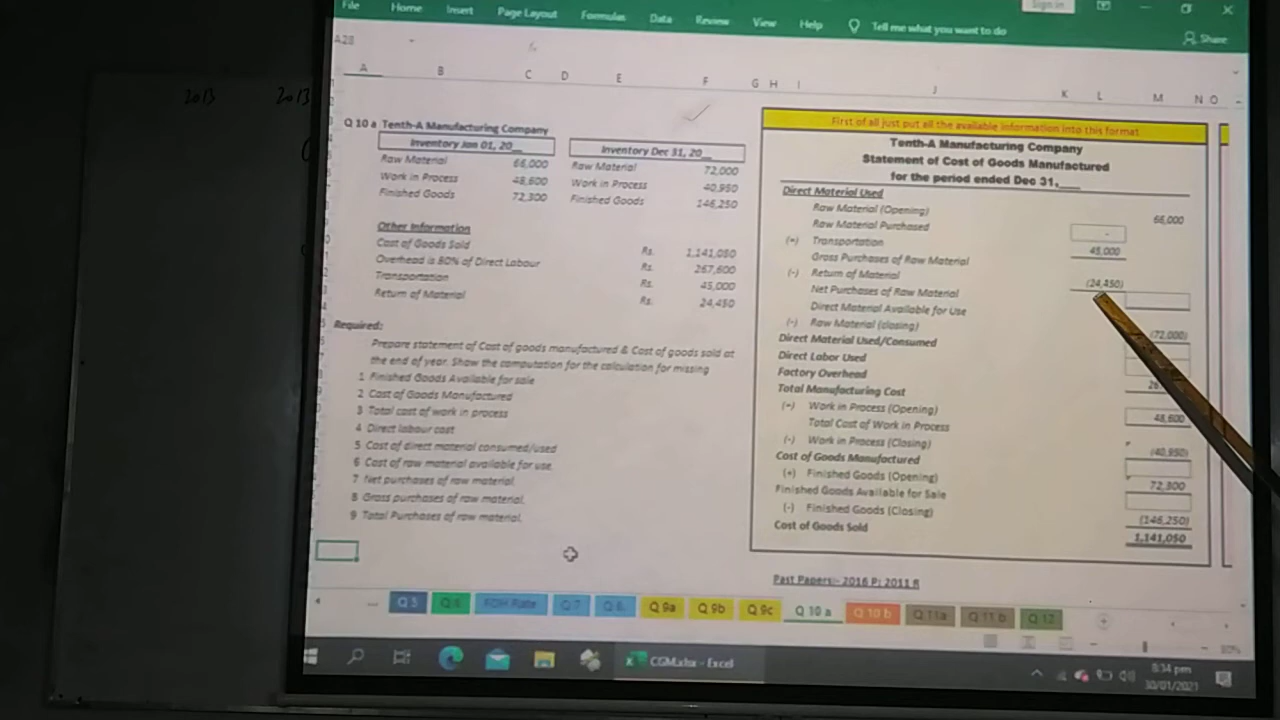 File Home Insert Page Layout Formulas Data Review View Help Tell me what you want to do Sign in Share
A28
fx
A B C D E F G H I J K L M N O
2013 2013
Q 10 a Tenth-A Manufacturing Company
Inventory Jan 01, 20__ Inventory Dec 31, 20__
Raw Material 66,000 Raw Material 72,000
Work in Process 48,600 Work in Process 40,950
Finished Goods 72,300 Finished Goods 146,250
Other Information
Cost of Goods Sold Rs. 1,141,050
Overhead is 80% of Direct Labour Rs. 267,600
Transportation Rs. 45,000
Return of Material Rs. 24,450
Required:
Prepare statement of Cost of goods manufactured & Cost of goods sold at
the end of year. Show the computation for the calculation for missing
1 Finished Goods Available for sale
2 Cost of Goods Manufactured
3 Total cost of work in process
4 Direct labour cost
5 Cost of direct material consumed/used
6 Cost of raw material available for use.
7 Net purchases of raw material.
8 Gross purchases of raw material.
9 Total Purchases of raw material.
First of all just put all the available information into this format
Tenth-A Manufacturing Company
Statement of Cost of Goods Manufactured
for the period ended Dec 31,____
Direct Material Used
Raw Material (Opening) 66,000
Raw Material Purchased -
(+) Transportation 45,000
Gross Purchases of Raw Material
(-) Return of Material (24,450)
Net Purchases of Raw Material
Direct Material Available for Use
(-) Raw Material (closing) (72,000)
Direct Material Used/Consumed
Direct Labor Used
Factory Overhead 26
Total Manufacturing Cost
(+) Work in Process (Opening) 48,600
Total Cost of Work in Process
(-) Work in Process (Closing) (40,950)
Cost of Goods Manufactured
(+) Finished Goods (Opening) 72,300
Finished Goods Available for Sale
(-) Finished Goods (Closing) (146,250)
Cost of Goods Sold 1,141,050
Past Papers:- 2016 P; 2011 R
... Q 5 Q 6 FOH Rate Q 7 Q 8 Q 9a Q 9b Q 9c Q 10 a Q 10 b Q 11a Q 11 b Q 12
80%
CGM.xlsx - Excel
8:34 pm
30/01/2021